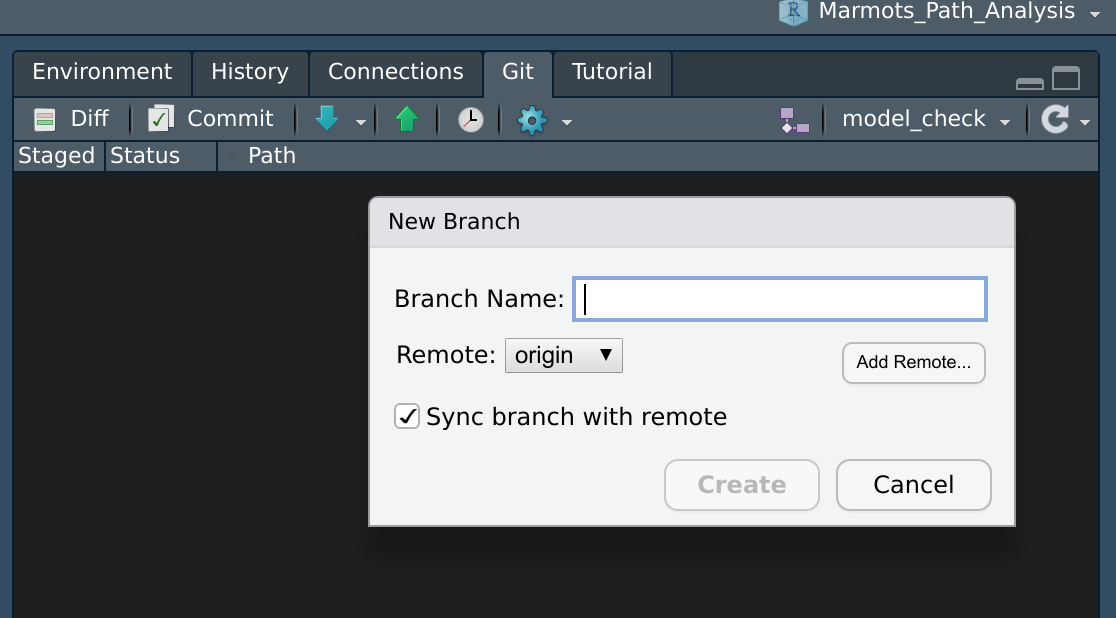 Marmots_Path_Analysis
Environment History Connections Git Tutorial
Diff Commit model_check
Staged Status Path
New Branch
Branch Name:
Remote: origin Add Remote...
Sync branch with remote
Create Cancel